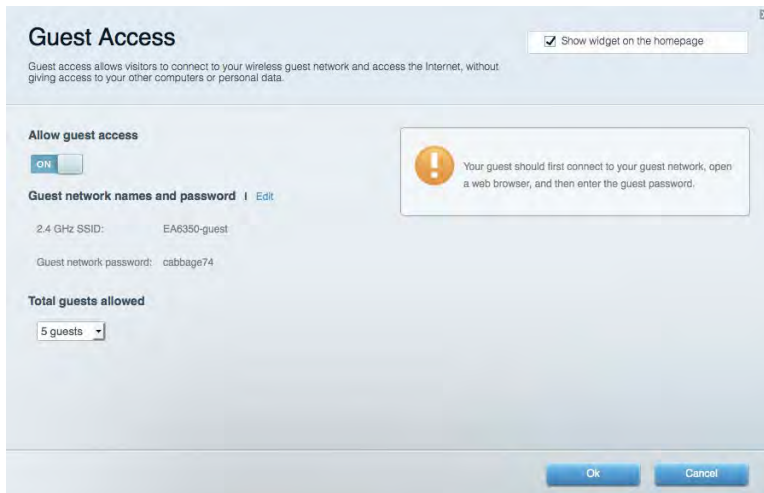 Guest Access
Show widget on the homepage
Guest access allows visitors to connect to your wireless guest network and access the Internet, without
giving access to your other computers or personal data.
Allow guest access
ON
Your guest should first connect to your guest network, open
a web browser, and then enter the guest password.
Guest network names and password | Edit
2.4 GHz SSID: EA6350-guest
Guest network password: cabbage74
Total guests allowed
5 guests
Ok Cancel